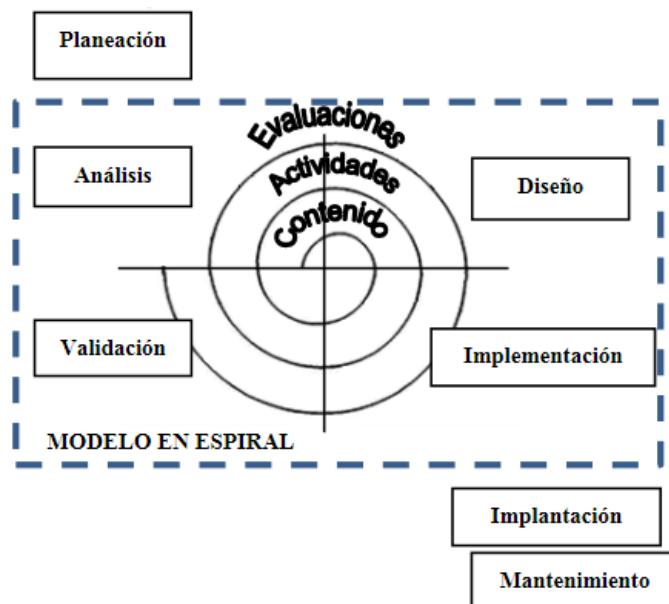 Planeación
Evaluaciones
Actividades
Contenido
Análisis
Diseño
Validación
Implementación
MODELO EN ESPIRAL
Implantación
Mantenimiento